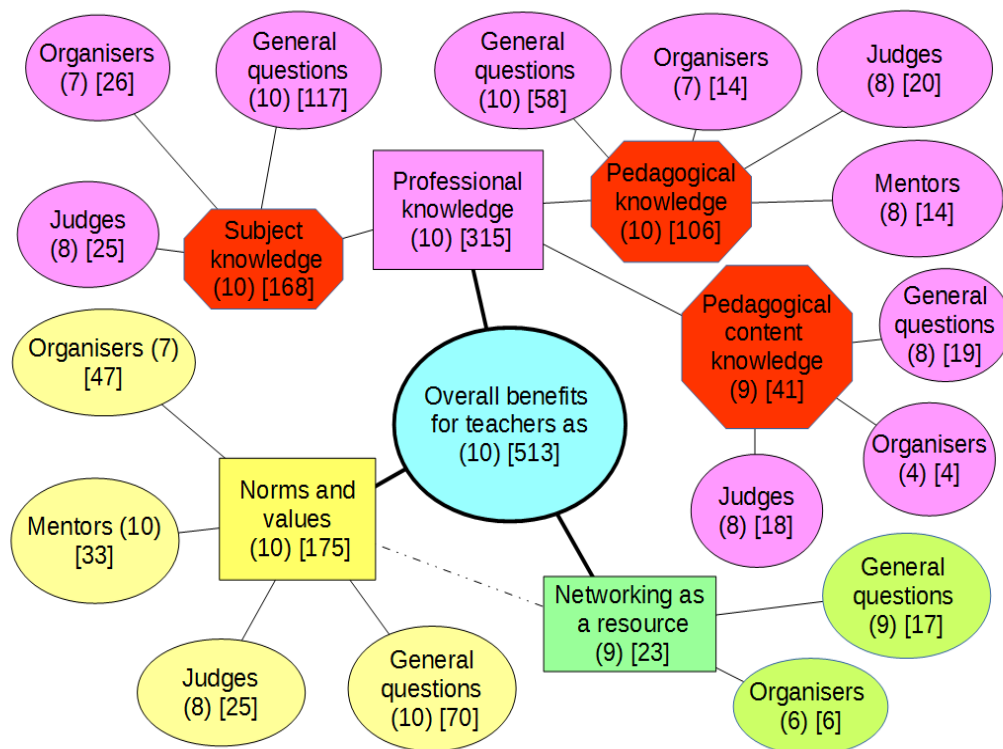 Organisers
(7) [26]
General
questions
(10) [117]
General
questions
(10) [58]
Organisers
(7) [14]
Judges
(8) [20]
Professional
knowledge
(10) [315]
Pedagogical
knowledge
(10) [106]
Mentors
(8) [14]
Judges
(8) [25]
Subject
knowledge
(10) [168]
Pedagogical
content
knowledge
(9) [41]
General
questions
(8) [19]
Organisers (7)
[47]
Overall benefits
for teachers as
(10) [513]
Organisers
(4) [4]
Judges
(8) [18]
Norms and
values
(10) [175]
Mentors (10)
[33]
Networking as
a resource
(9) [23]
General
questions
(9) [17]
Judges
(8) [25]
General
questions
(10) [70]
Organisers
(6) [6]